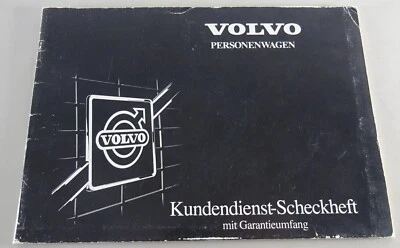 VOLVO
PERSONENWAGEN
VOLVO
Kundendienst-Scheckheft
mit Garantieumfang